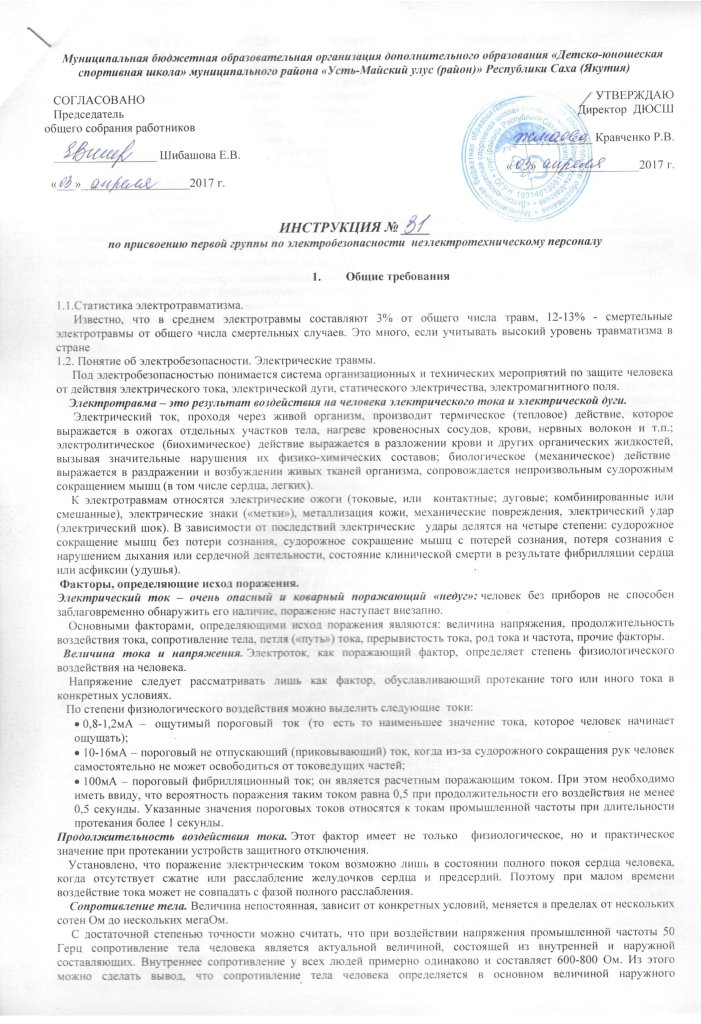 Муниципальная бюджетная образовательная организация дополнительного образования «Детско-юношеская
спортивная школа» муниципального района «Усть-Майский улус (район)» Республики Саха (Якутия)
СОГЛАСОВАНО
Председатель
общего собрания работников
Шибашова Е.В.
«03» апреля 2017 г.
УТВЕРЖДАЮ
Директор ДЮСШ
Кравченко Р.В.
«03» апреля 2017 г.
ИНСТРУКЦИЯ № 31
по присвоению первой группы по электробезопасности неэлектротехническому персоналу
1. Общие требования
1.1.Статистика электротравматизма.
Известно, что в среднем электротравмы составляют 3% от общего числа травм, 12-13% - смертельные
электротравмы от общего числа смертельных случаев. Это много, если учитывать высокий уровень травматизма в
стране
1.2. Понятие об электробезопасности. Электрические травмы.
Под электробезопасностью понимается система организационных и технических мероприятий по защите человека
от действия электрического тока, электрической дуги, статического электричества, электромагнитного поля.
Электротравма – это результат воздействия на человека электрического тока и электрической дуги.
Электрический ток, проходя через живой организм, производит термическое (тепловое) действие, которое
выражается в ожогах отдельных участков тела, нагреве кровеносных сосудов, крови, нервных волокон и т.п.;
электролитическое (биохимическое) действие выражается в разложении крови и других органических жидкостей,
вызывая значительные нарушения их физико-химических составов; биологическое (механическое) действие
выражается в раздражении и возбуждении живых тканей организма, сопровождается непроизвольным судорожным
сокращением мышц (в том числе сердца, легких).
К электротравмам относятся электрические ожоги (токовые, или контактные; дуговые; комбинированные или
смешанные), электрические знаки («метки»), металлизация кожи, механические повреждения, электрический удар
(электрический шок). В зависимости от последствий электрические удары делятся на четыре степени: судорожное
сокращение мышц без потери сознания, судорожное сокращение мышц с потерей сознания, потеря сознания с
нарушением дыхания или сердечной деятельности, состояние клинической смерти в результате фибрилляции сердца
или асфиксии (удушья).
Факторы, определяющие исход поражения.
Электрический ток – очень опасный и коварный поражающий «недуг»: человек без приборов не способен
заблаговременно обнаружить его наличие, поражение наступает внезапно.
Основными факторами, определяющими исход поражения являются: величина напряжения, продолжительность
воздействия тока, сопротивление тела, петля («путь») тока, прерывистость тока, род тока и частота, прочие факторы.
Величина тока и напряжения. Электроток, как поражающий фактор, определяет степень физиологического
воздействия на человека.
Напряжение следует рассматривать лишь как фактор, обуславливающий протекание того или иного тока в
конкретных условиях.
По степени физиологического воздействия можно выделить следующие токи:
• 0,8-1,2мА – ощутимый пороговый ток (то есть то наименьшее значение тока, которое человек начинает
ощущать);
• 10-16мА – пороговый не отпускающий (приковывающий) ток, когда из-за судорожного сокращения рук человек
самостоятельно не может освободиться от токоведущих частей;
• 100мА – пороговый фибрилляционный ток; он является расчетным поражающим током. При этом необходимо
иметь ввиду, что вероятность поражения таким током равна 0,5 при продолжительности его воздействия не менее
0,5 секунды. Указанные значения пороговых токов относятся к токам промышленной частоты при длительности
протекания более 1 секунды.
Продолжительность воздействия тока. Этот фактор имеет не только физиологическое, но и практическое
значение при протекании устройств защитного отключения.
Установлено, что поражение электрическим током возможно лишь в состоянии полного покоя сердца человека,
когда отсутствует сжатие или расслабление желудочков сердца и предсердий. Поэтому при малом времени
воздействие тока может не совпадать с фазой полного расслабления.
Сопротивление тела. Величина непостоянная, зависит от конкретных условий, меняется в пределах от нескольких
сотен Ом до нескольких мегаОм.
С достаточной степенью точности можно считать, что при воздействии напряжения промышленной частоты 50
Герц сопротивление тела человека является актуальной величиной, состоящей из внутренней и наружной
составляющих. Внутреннее сопротивление у всех людей примерно одинаково и составляет 600-800 Ом. Из этого
можно сделать вывод, что сопротивление тела человека определяется в основном величиной наружного